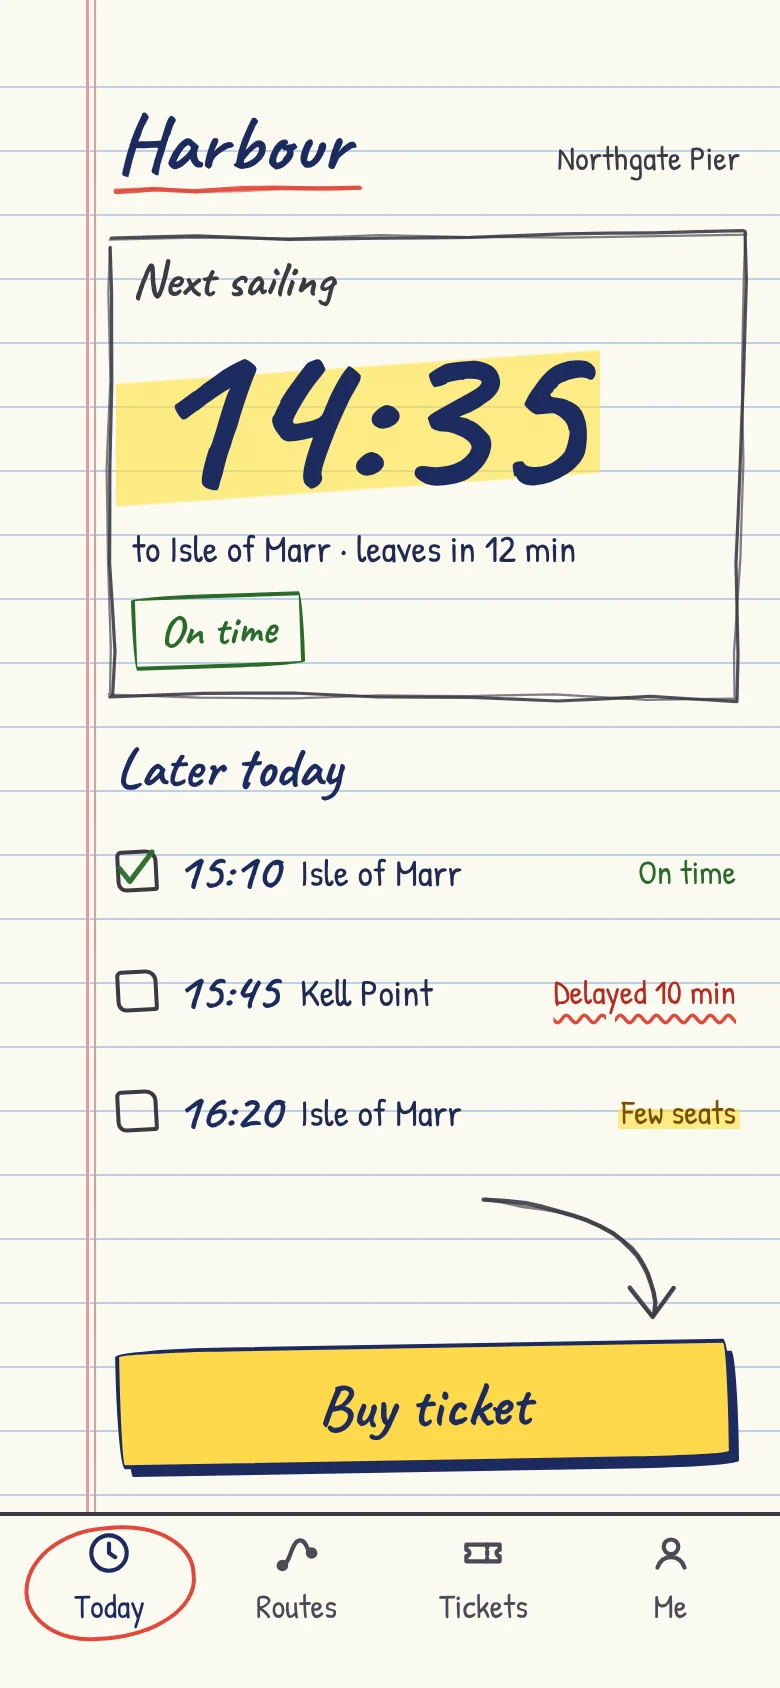 Harbour
Northgate Pier
Next sailing
14:35
to Isle of Marr · leaves in 12 min
On time
Later today
15:10 Isle of Marr On time
15:45 Kell Point Delayed 10 min
16:20 Isle of Marr Few seats
Buy ticket
Today Routes Tickets Me